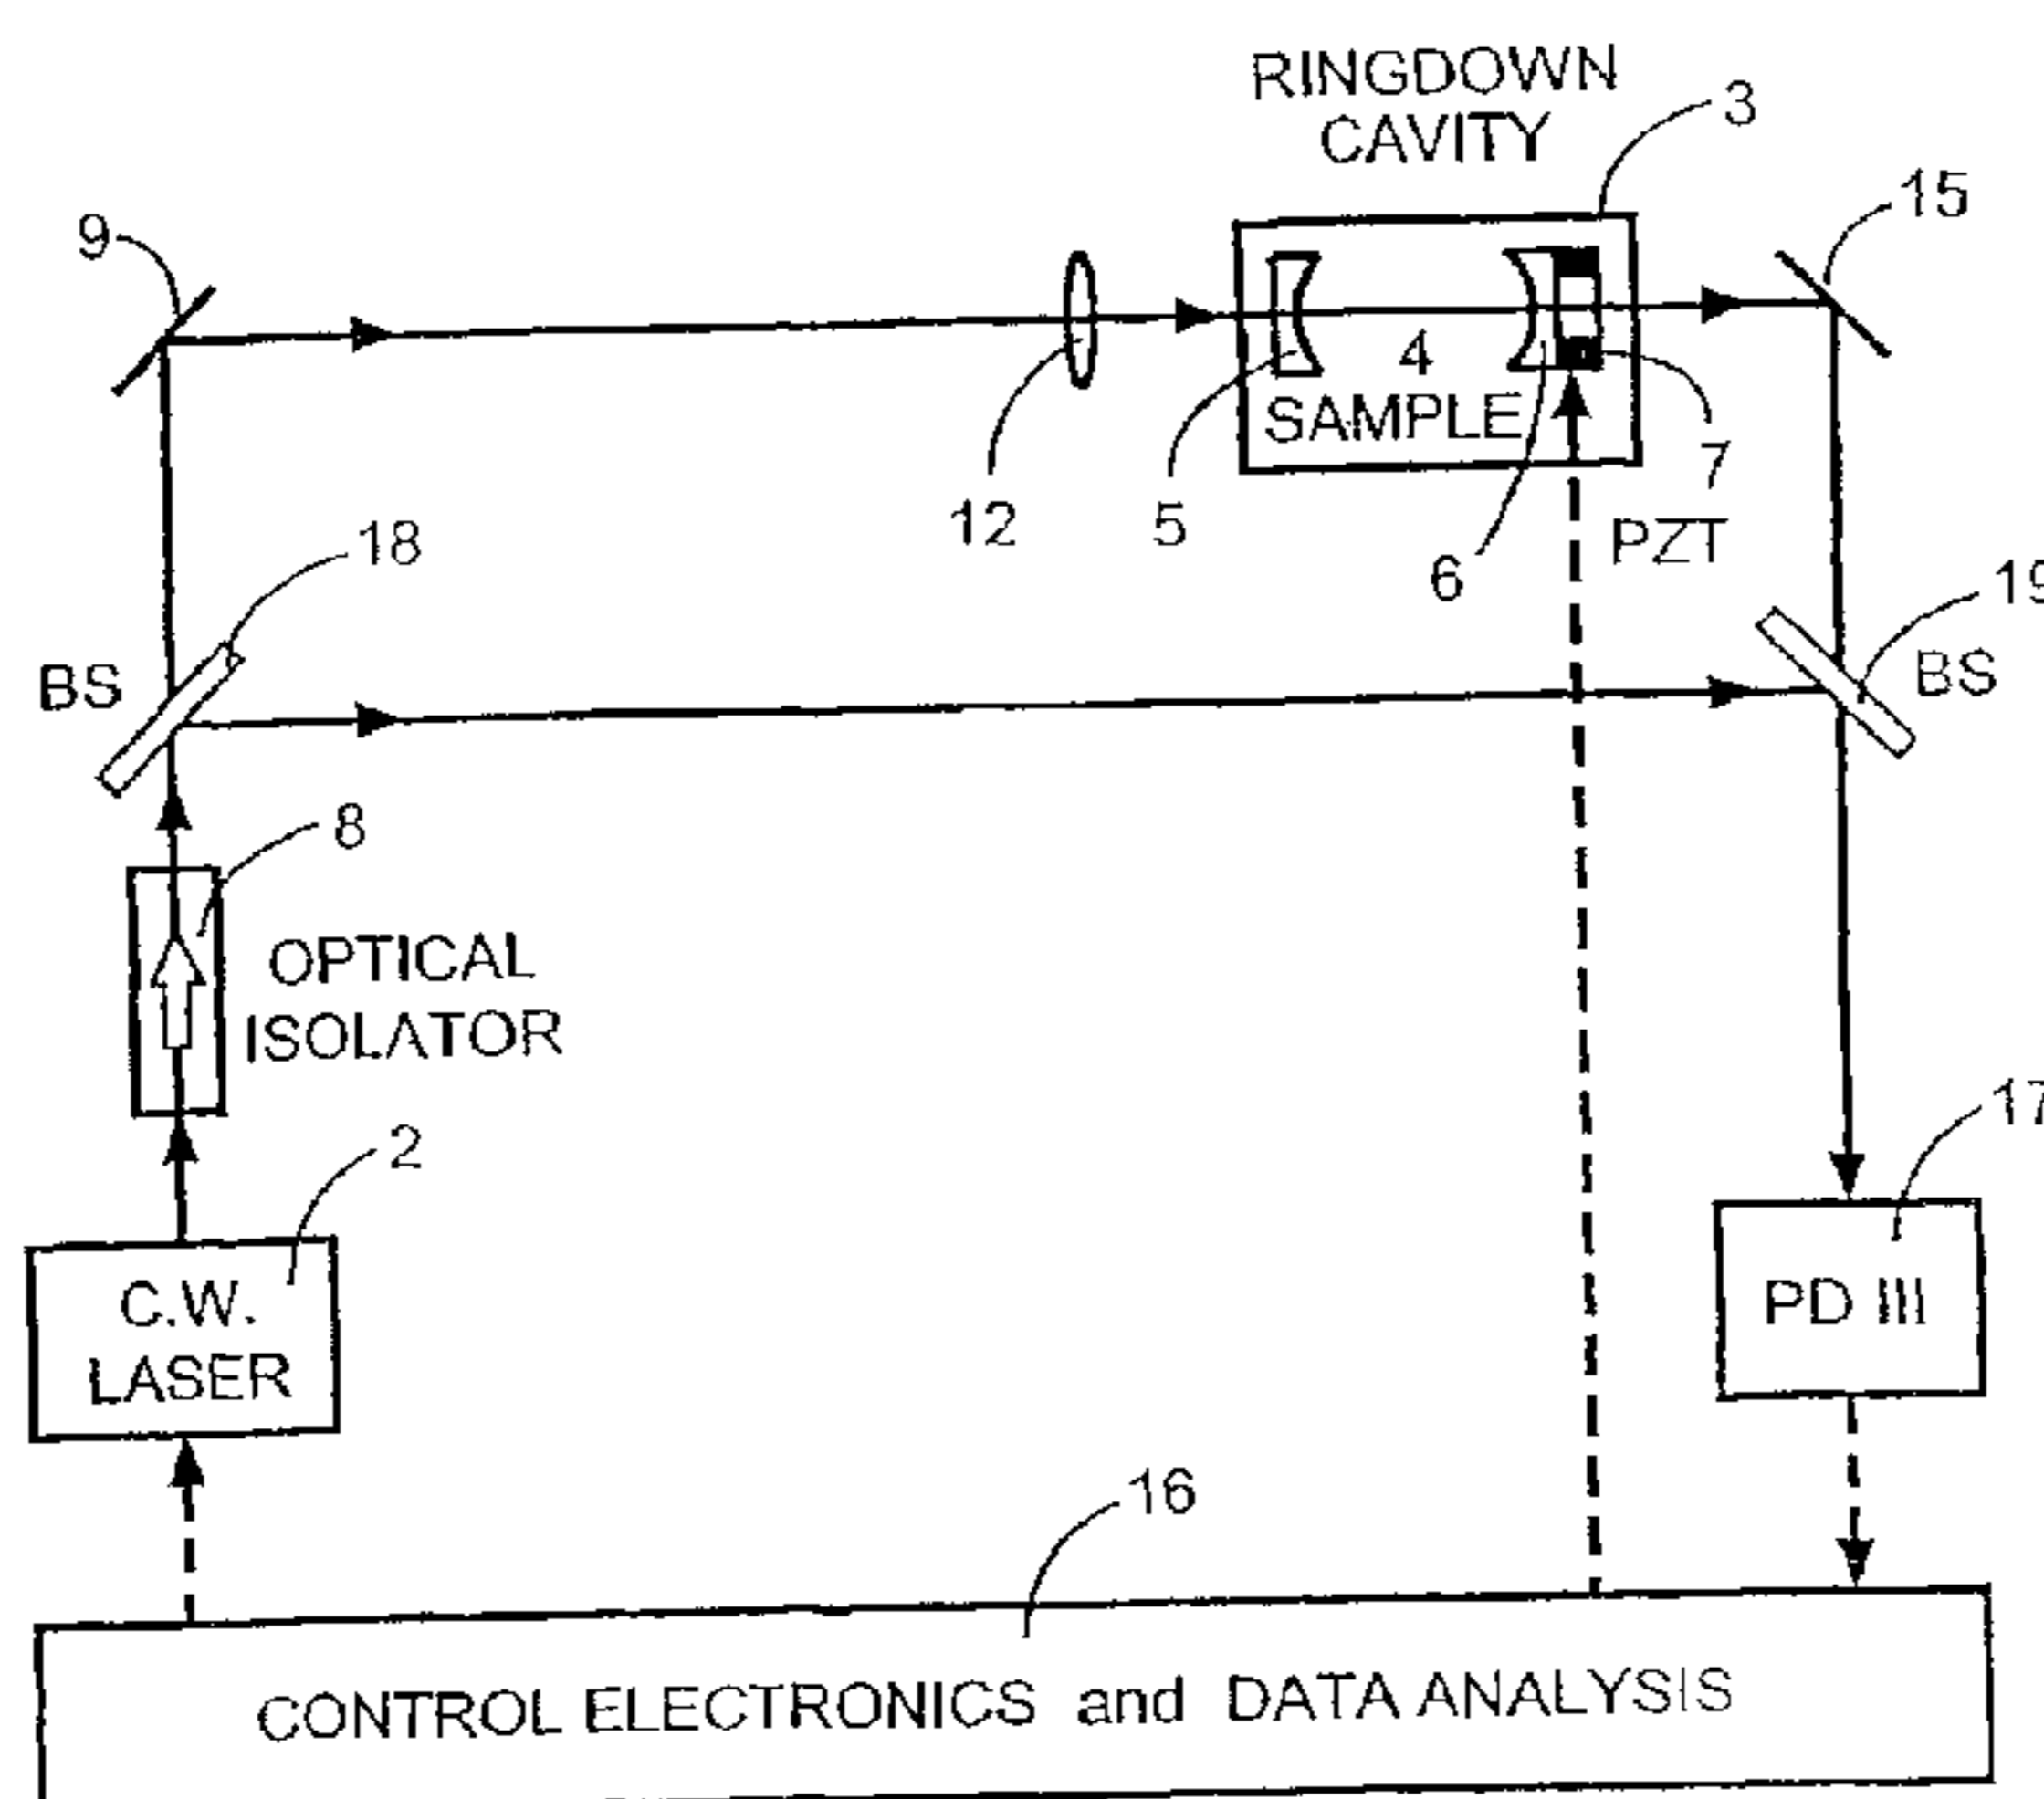 RINGDOWN
CAVITY
3
15
9
4
SAMPLE
12
5
6
7
PZT
18
19
BS
BS
8
OPTICAL
ISOLATOR
2
17
C.W.
LASER
PD III
16
CONTROL ELECTRONICS and DATA ANALYSIS